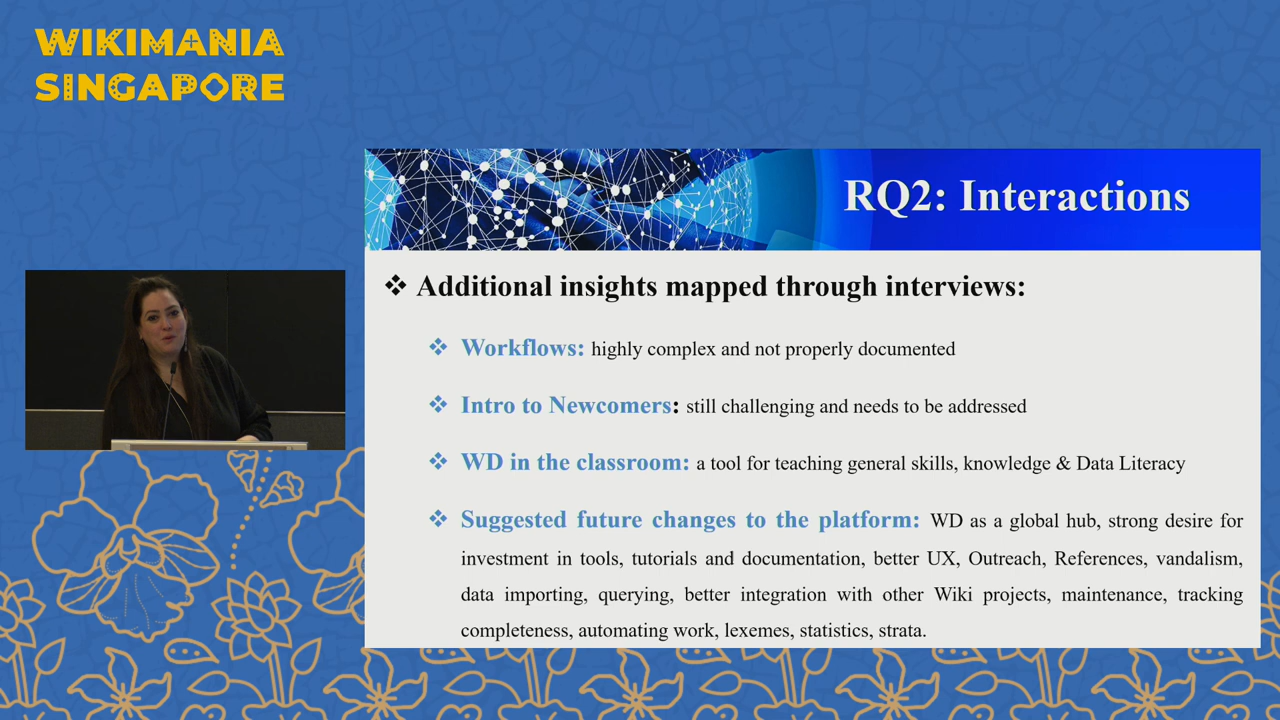 WIKIMANIA
SINGAPORE
RQ2: Interactions
❖ Additional insights mapped through interviews:
❖ Workflows: highly complex and not properly documented
❖ Intro to Newcomers: still challenging and needs to be addressed
❖ WD in the classroom: a tool for teaching general skills, knowledge & Data Literacy
❖ Suggested future changes to the platform: WD as a global hub, strong desire for
investment in tools, tutorials and documentation, better UX, Outreach, References, vandalism,
data importing, querying, better integration with other Wiki projects, maintenance, tracking
completeness, automating work, lexemes, statistics, strata.